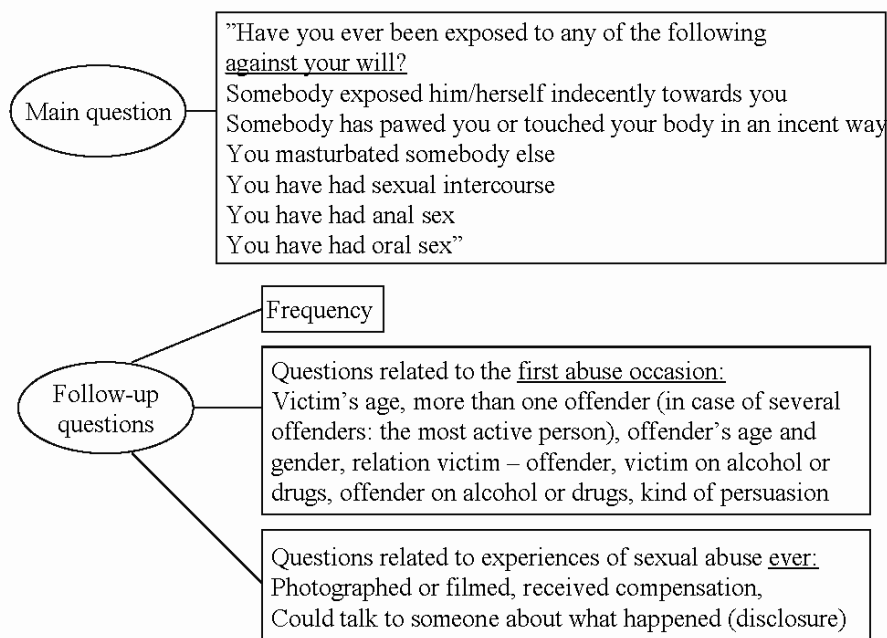 ”Have you ever been exposed to any of the following
against your will?
Main question
Somebody exposed him/herself indecently towards you
Somebody has pawed you or touched your body in an incent way
You masturbated somebody else
You have had sexual intercourse
You have had anal sex
You have had oral sex”
Frequency
Follow-up
questions
Questions related to the first abuse occasion:
Victim’s age, more than one offender (in case of several
offenders: the most active person), offender’s age and
gender, relation victim – offender, victim on alcohol or
drugs, offender on alcohol or drugs, kind of persuasion
Questions related to experiences of sexual abuse ever:
Photographed or filmed, received compensation,
Could talk to someone about what happened (disclosure)